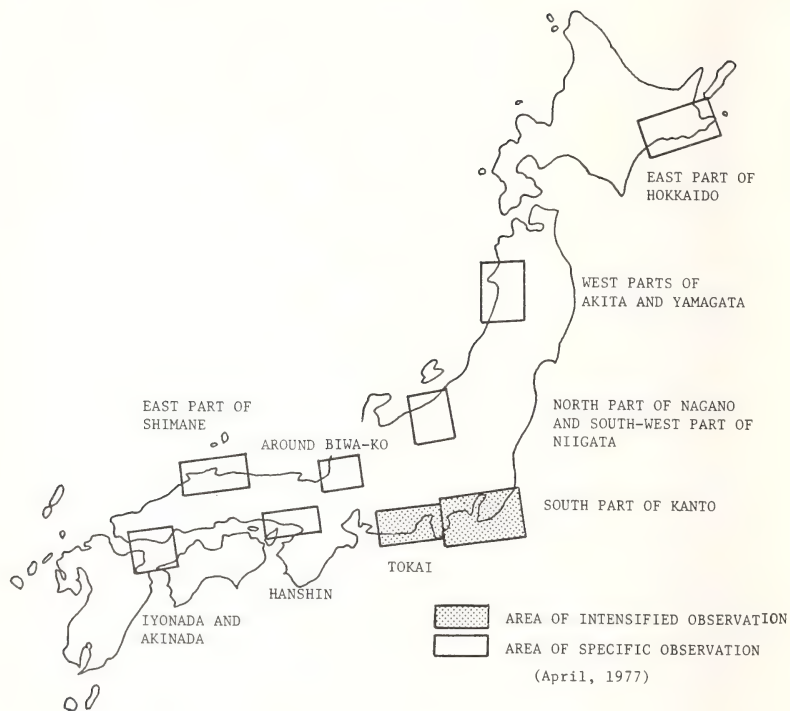 EAST PART OF
HOKKAIDO
WEST PARTS OF
AKITA AND YAMAGATA
NORTH PART OF NAGANO
AND SOUTH-WEST PART OF
NIIGATA
EAST PART OF
SHIMANE
AROUND BIWA-KO
SOUTH PART OF KANTO
TOKAI
HANSHIN
IYONADA AND
AKINADA
AREA OF INTENSIFIED OBSERVATION
AREA OF SPECIFIC OBSERVATION
(April, 1977)